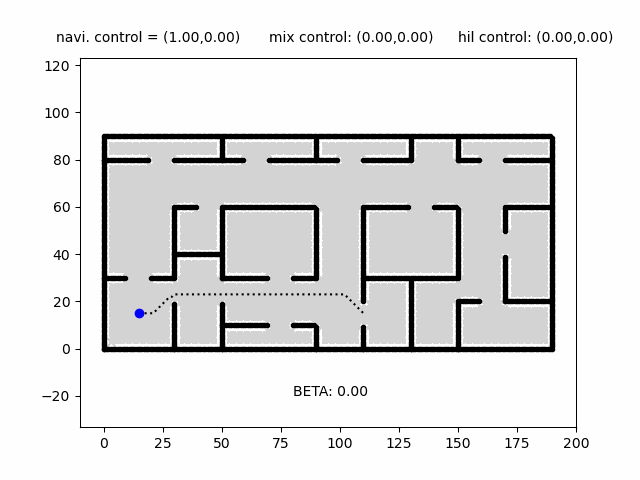 navi. control = (1.00,0.00) mix control: (0.00,0.00) hil control: (0.00,0.00)
120
100
80
60
40
20
0
−20
BETA: 0.00
0 25 50 75 100 125 150 175 200